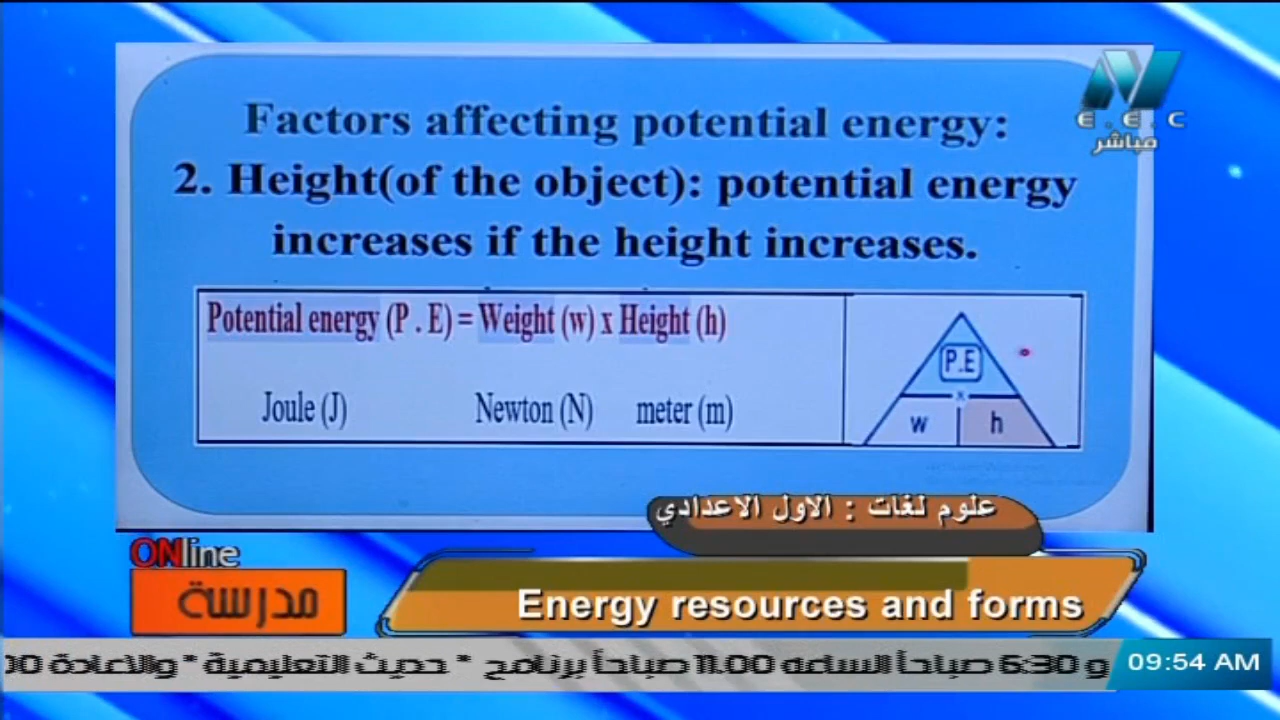 Factors affecting potential energy:
2. Height(of the object): potential energy
increases if the height increases.
Potential energy (P . E) = Weight (w) x Height (h)
Joule (J) Newton (N) meter (m)
P.E
x
w h
E . E . C
مباشر
علوم لغات : الاول الاعدادي
ONline
مدرسة
Energy resources and forms
و 6:30 صباحاً الساعه 11.00 صباحاً برنامج * حديث التعليمية * والاعادة 00
09:54 AM